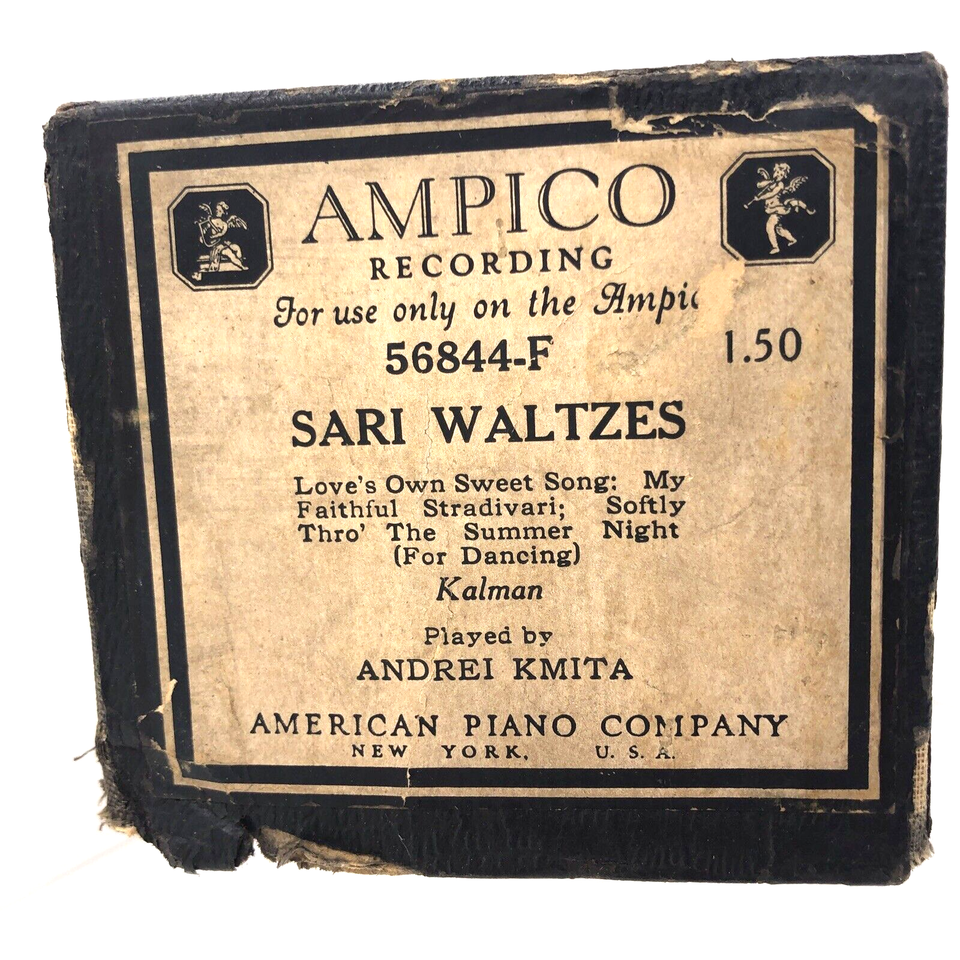 AMPICO
RECORDING
For use only on the Ampic
56844-F 1.50
SARI WALTZES
Love's Own Sweet Song: My
Faithful Stradivari; Softly
Thro' The Summer Night
(For Dancing)
Kalman
Played by
ANDREI KMITA
AMERICAN PIANO COMPANY
NEW YORK, U. S. A.